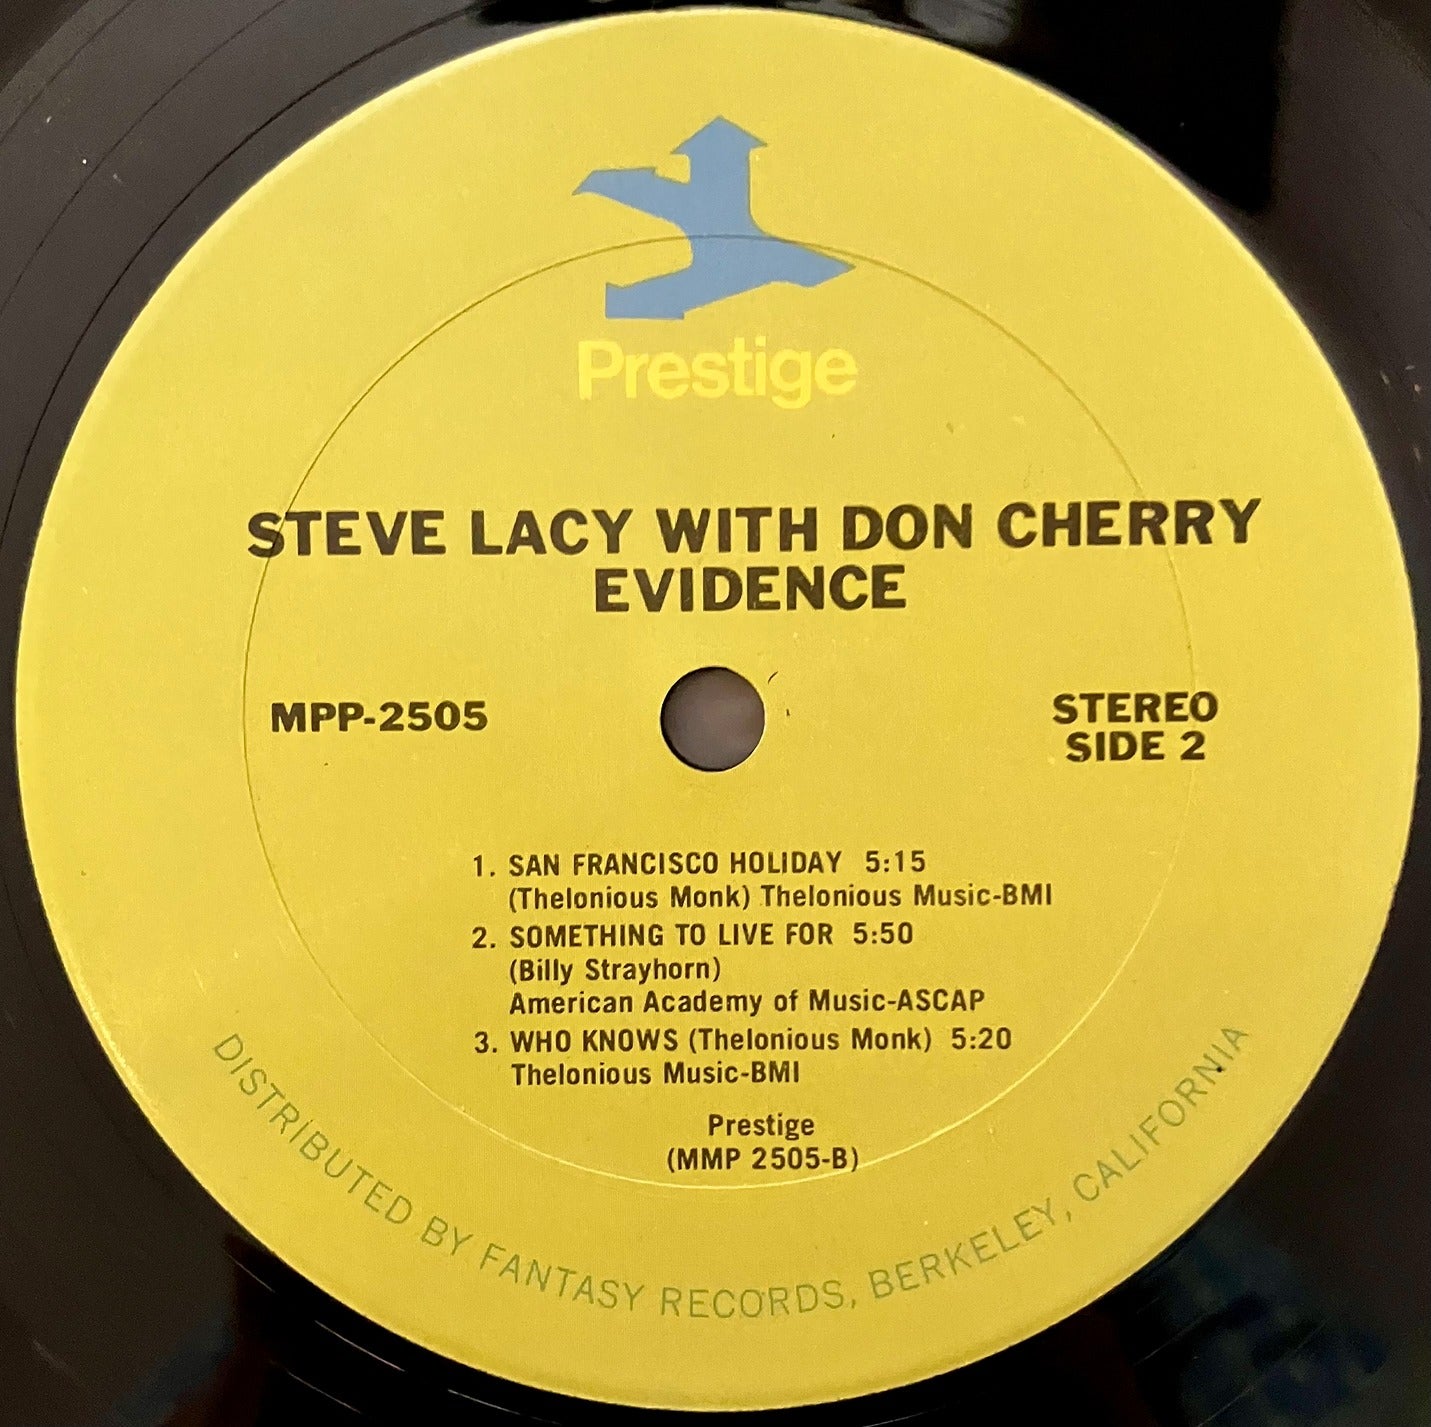 Prestige
STEVE LACY WITH DON CHERRY
EVIDENCE
MPP-2505
STEREO
SIDE 2
1. SAN FRANCISCO HOLIDAY 5:15
(Thelonious Monk) Thelonious Music-BMI
2. SOMETHING TO LIVE FOR 5:50
(Billy Strayhorn)
American Academy of Music-ASCAP
3. WHO KNOWS (Thelonious Monk) 5:20
Thelonious Music-BMI
Prestige
(MMP 2505-B)
DISTRIBUTED BY FANTASY RECORDS, BERKELEY, CALIFORNIA